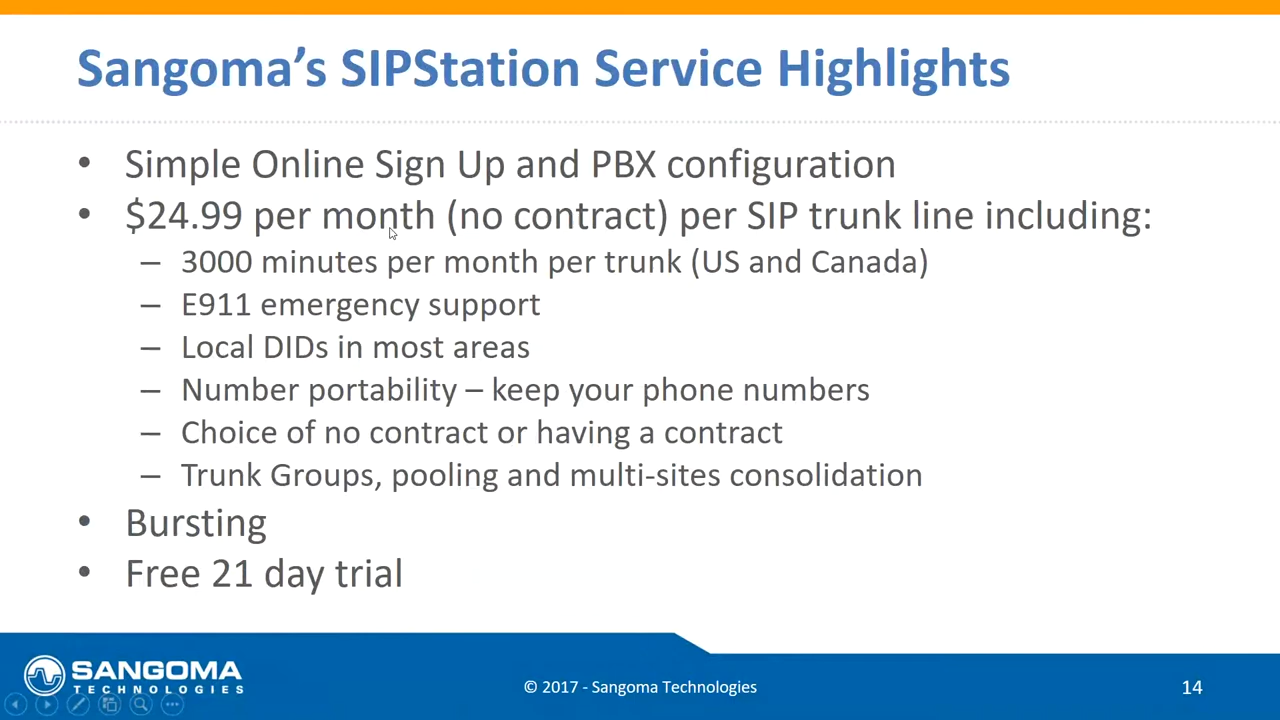 Sangoma’s SIPStation Service Highlights
• Simple Online Sign Up and PBX configuration
• $24.99 per month (no contract) per SIP trunk line including:
– 3000 minutes per month per trunk (US and Canada)
– E911 emergency support
– Local DIDs in most areas
– Number portability – keep your phone numbers
– Choice of no contract or having a contract
– Trunk Groups, pooling and multi-sites consolidation
• Bursting
• Free 21 day trial
SANGOMA
TECHNOLOGIES
© 2017 - Sangoma Technologies
14